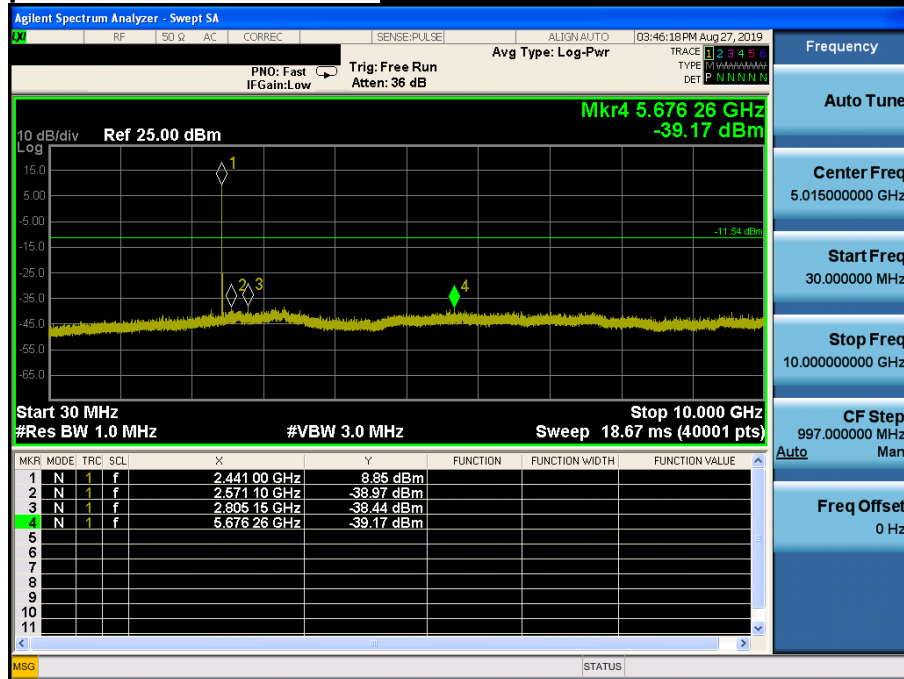 Agilent Spectrum Analyzer - Swept SA
LXI RF 50 Ω AC CORREC SENSE:PULSE ALIGN AUTO 03:46:18 PM Aug 27, 2019
Frequency
PNO: Fast Trig: Free Run Avg Type: Log-Pwr TRACE 1 2 3 4 5 6
TYPE M
IFGain:Low Atten: 36 dB DET P N N N N N
Auto Tune
Mkr4 5.676 26 GHz
-39.17 dBm
10 dB/div Ref 25.00 dBm
Log
15.0
5.00
-5.00
-15.0
-25.0
-35.0
-45.0
-55.0
-65.0
1
2 3
4
-11.54 dBm
Center Freq
5.015000000 GHz
Start Freq
30.000000 MHz
Stop Freq
10.000000000 GHz
Start 30 MHz Stop 10.000 GHz
#Res BW 1.0 MHz #VBW 3.0 MHz Sweep 18.67 ms (40001 pts)
CF Step
997.000000 MHz
Auto Man
MKR MODE TRC SCL X Y FUNCTION FUNCTION WIDTH FUNCTION VALUE
1 N 1 f 2.441 00 GHz 8.85 dBm
2 N 1 f 2.571 10 GHz -38.97 dBm
3 N 1 f 2.805 15 GHz -38.44 dBm
4 N 1 f 5.676 26 GHz -39.17 dBm
5
6
7
8
9
10
11
Freq Offset
0 Hz
MSG STATUS